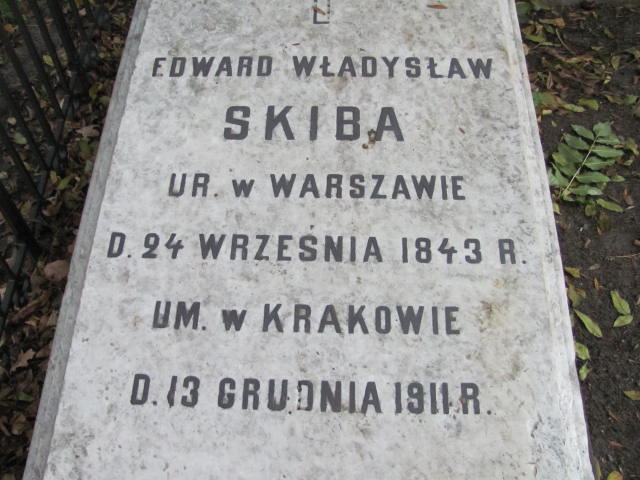 EDWARD WŁADYSŁAW
SKIBA
UR. w WARSZAWIE
D. 24 WRZEŚNIA 1843 R.
UM. w KRAKOWIE
D. 13 GRUDNIA 1911 R.